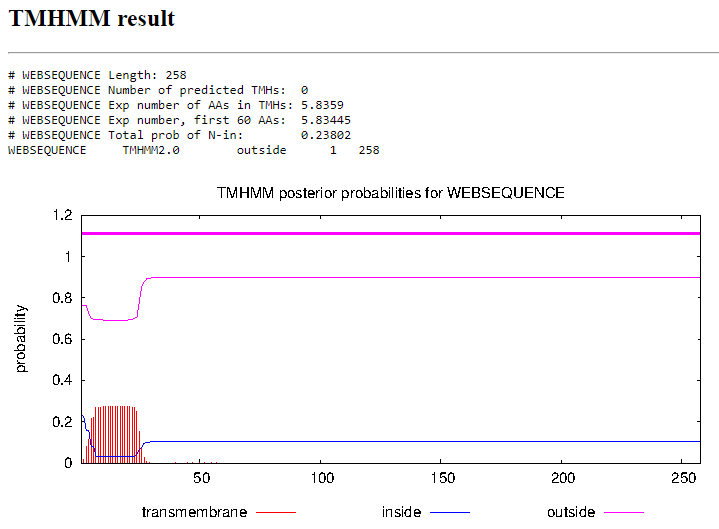 TMHMM result
# WEBSEQUENCE Length: 258
# WEBSEQUENCE Number of predicted TMHs:  0
# WEBSEQUENCE Exp number of AAs in TMHs: 5.8359
# WEBSEQUENCE Exp number, first 60 AAs:  5.83445
# WEBSEQUENCE Total prob of N-in:        0.23802
WEBSEQUENCE     TMHMM2.0        outside      1   258
TMHMM posterior probabilities for WEBSEQUENCE
1.2
1
0.8
0.6
0.4
0.2
0
probability
50 100 150 200 250
transmembrane inside outside